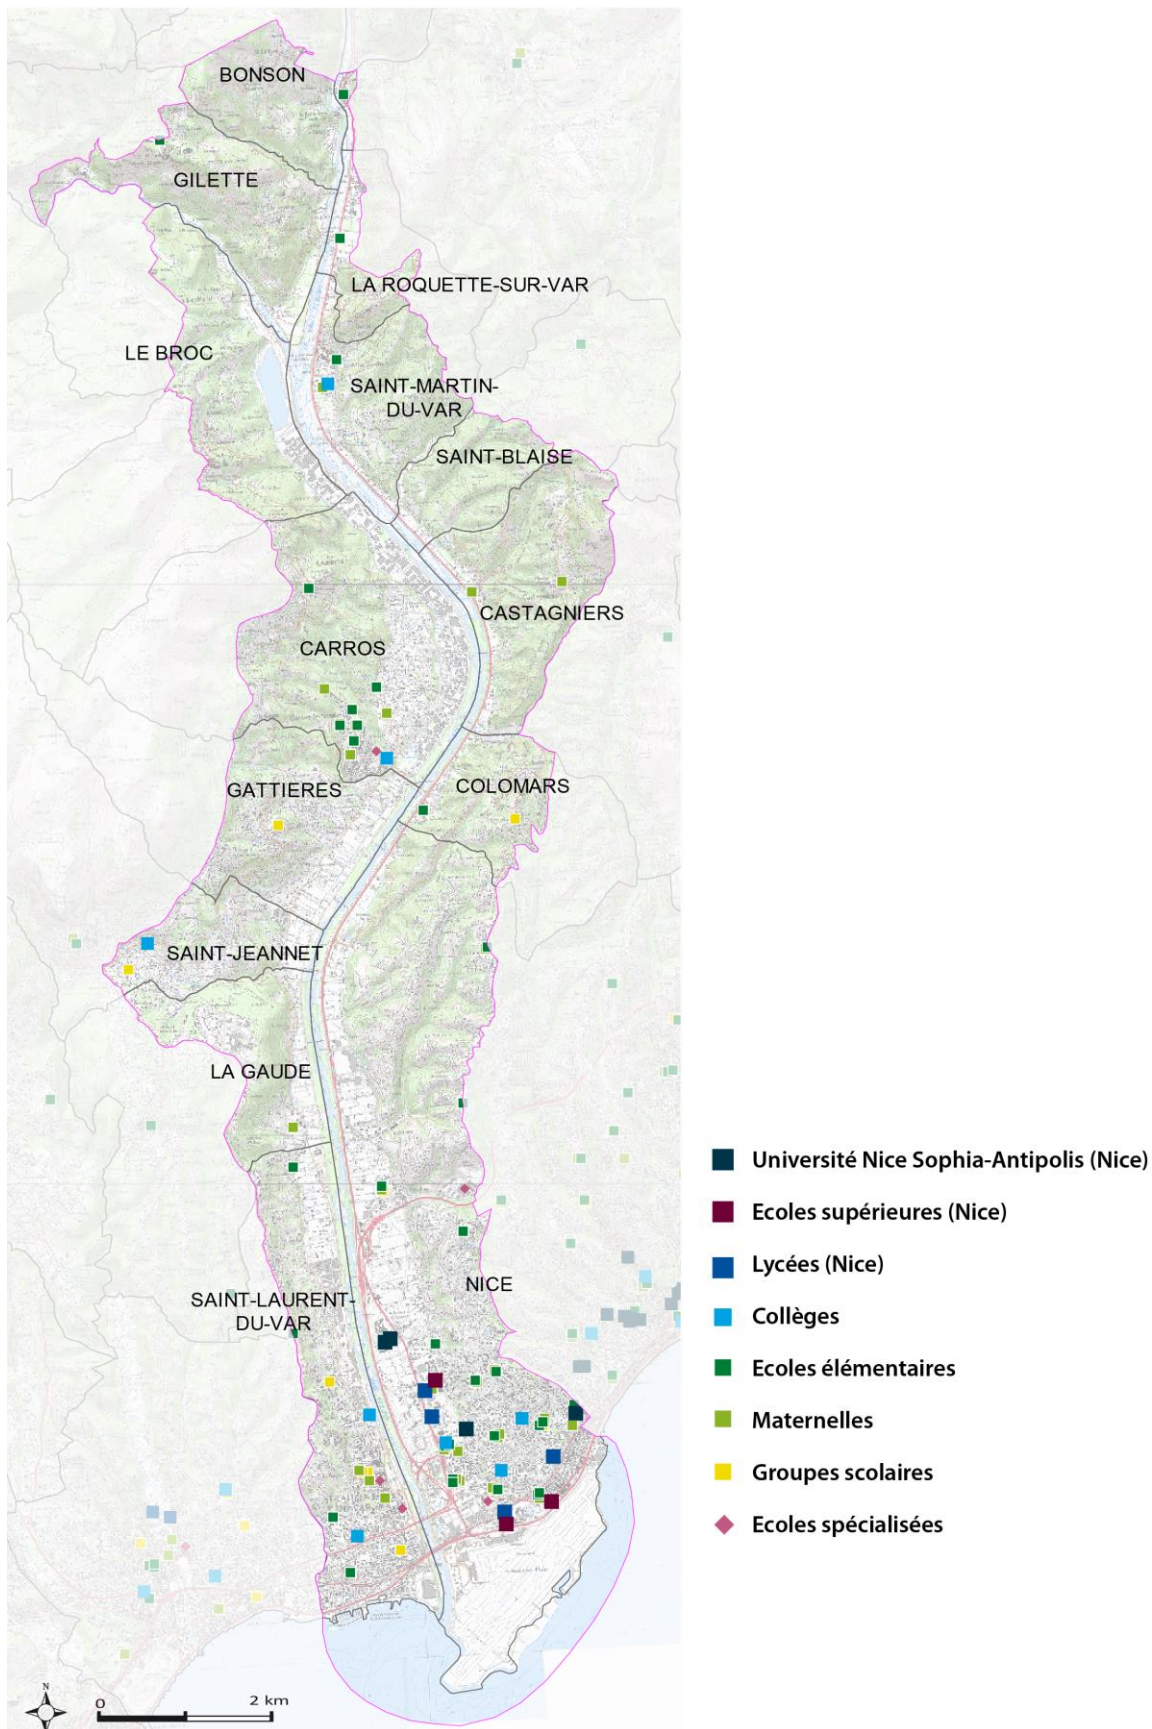 BONSON
GILETTE
LA ROQUETTE-SUR-VAR
LE BROC
SAINT-MARTIN-
DU-VAR
SAINT-BLAISE
CASTAGNIERS
CARROS
GATTIERES
COLOMARS
SAINT-JEANNET
LA GAUDE
NICE
SAINT-LAURENT-
DU-VAR
Université Nice Sophia-Antipolis (Nice)
Ecoles supérieures (Nice)
Lycées (Nice)
Collèges
Ecoles élémentaires
Maternelles
Groupes scolaires
Ecoles spécialisées
N
0 2 km